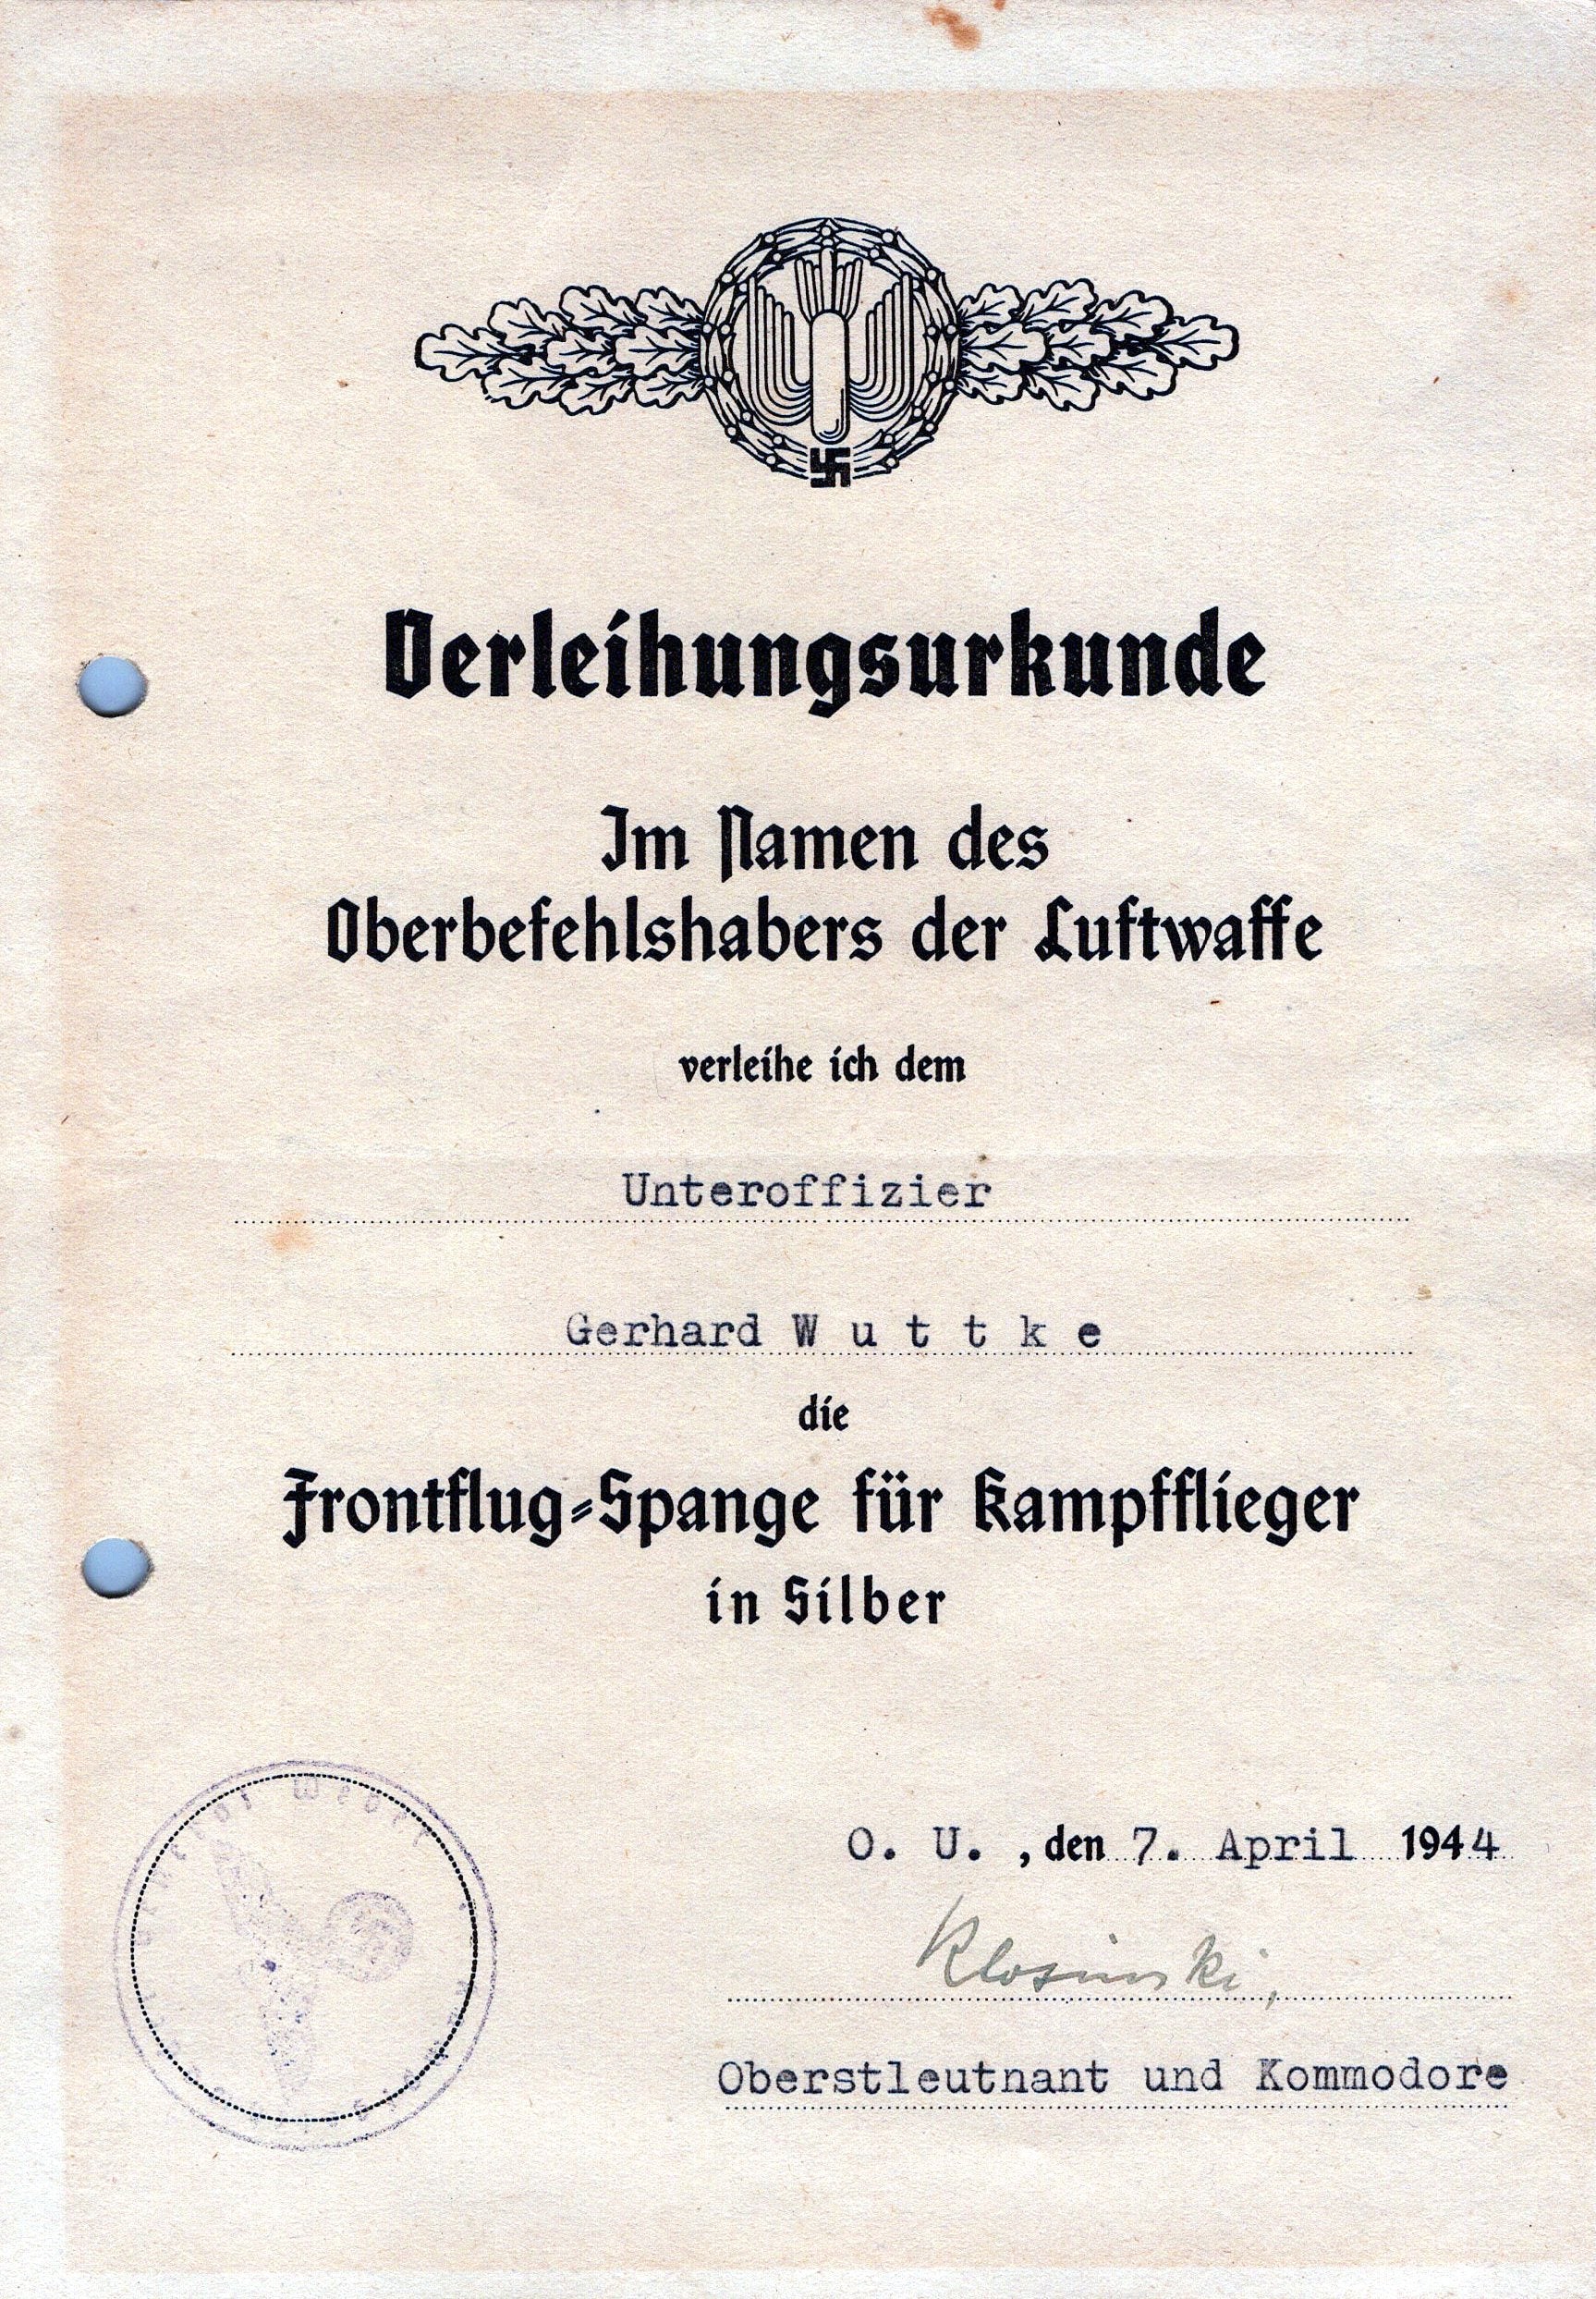 Verleihungsurkunde
Im Namen des
Oberbefehlshabers der Luftwaffe
verleihe ich dem
Unteroffizier
Gerhard W u t t k e
die
Frontflug-Spange für Kampfflieger
in Silber
O. U. , den 7. April 1944
Klosinski,
Oberstleutnant und Kommodore